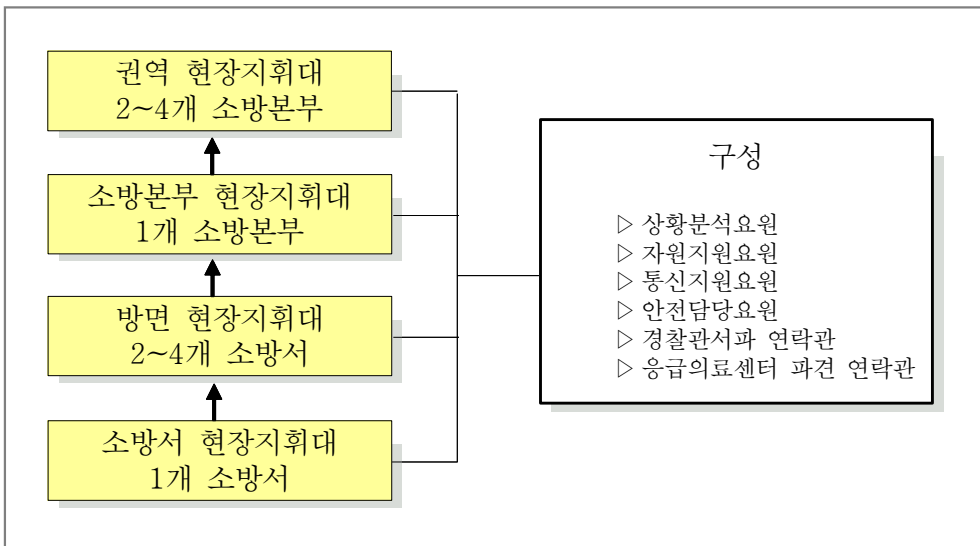 권역 현장지휘대
2~4개 소방본부
소방본부 현장지휘대
1개 소방본부
방면 현장지휘대
2~4개 소방서
소방서 현장지휘대
1개 소방서
구성
▷ 상황분석요원
▷ 자원지원요원
▷ 통신지원요원
▷ 안전담당요원
▷ 경찰관서파 연락관
▷ 응급의료센터 파견 연락관